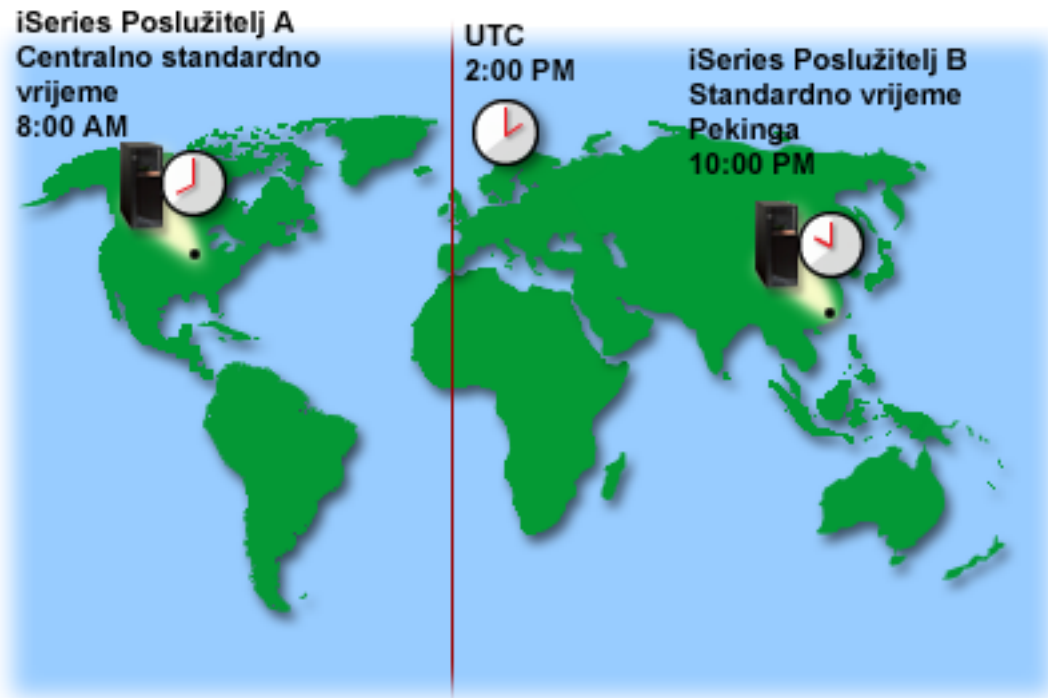 iSeries Poslužitelj A
Centralno standardno
vrijeme
8:00 AM
UTC
2:00 PM
iSeries Poslužitelj B
Standardno vrijeme
Pekinga
10:00 PM